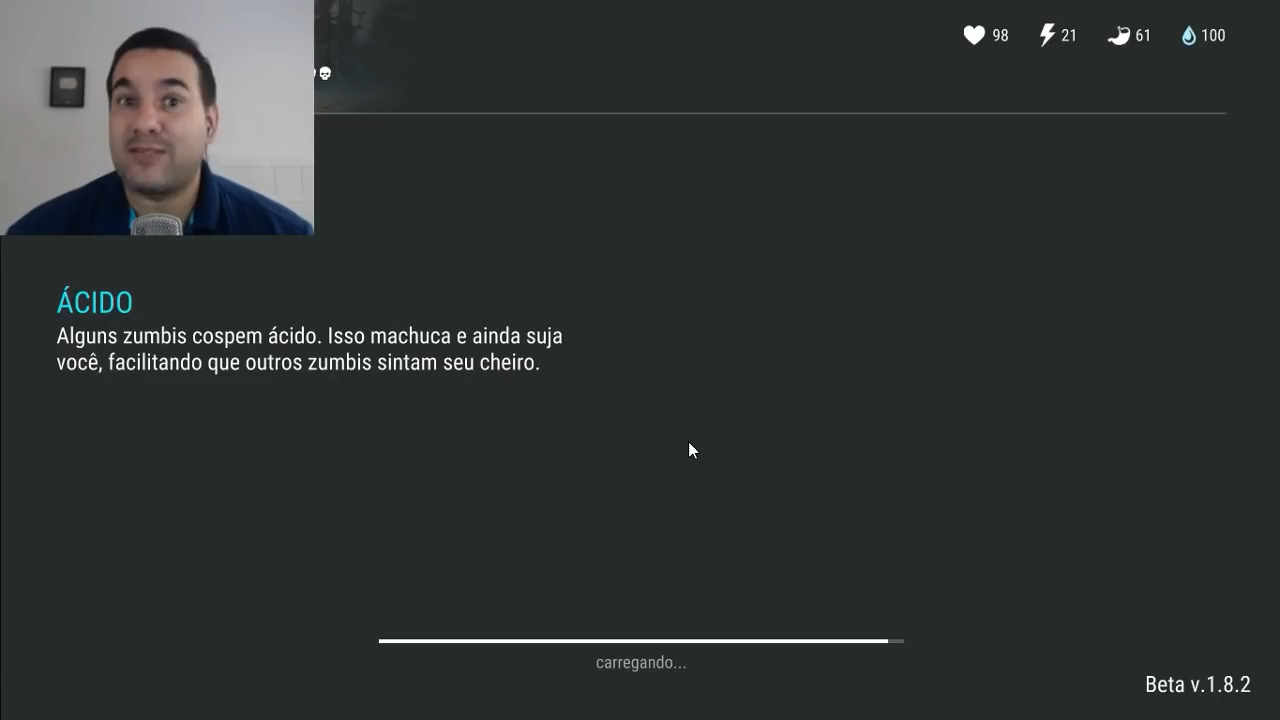 98 21 61 100
ÁCIDO
Alguns zumbis cospem ácido. Isso machuca e ainda suja
você, facilitando que outros zumbis sintam seu cheiro.
carregando...
Beta v.1.8.2